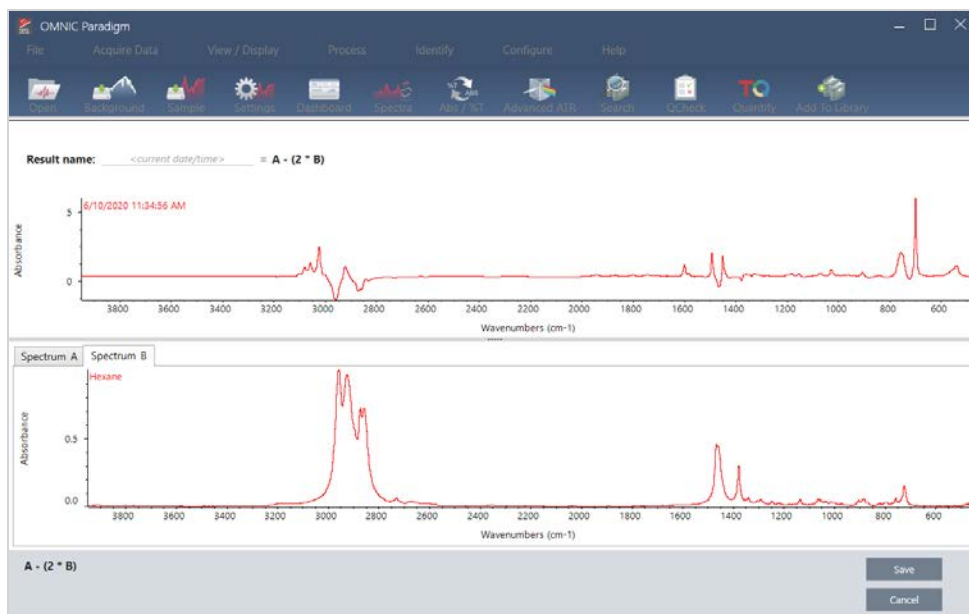 OMNIC Paradigm
File Acquire Data View / Display Process Identify Configure Help
Open Background Sample Settings Dashboard Spectra Abs / %T Advanced ATR Search QCheck Quantify Add To Library
Result name: <current date/time> = A - (2 * B)
6/10/2020 11:34:56 AM
Absorbance
5
0
3800 3600 3400 3200 3000 2800 2600 2400 2200 2000 1800 1600 1400 1200 1000 800 600
Wavenumbers (cm-1)
Spectrum A Spectrum B
Hexane
Absorbance
0.5
0.0
3800 3600 3400 3200 3000 2800 2600 2400 2200 2000 1800 1600 1400 1200 1000 800 600
Wavenumbers (cm-1)
A - (2 * B)
Save
Cancel